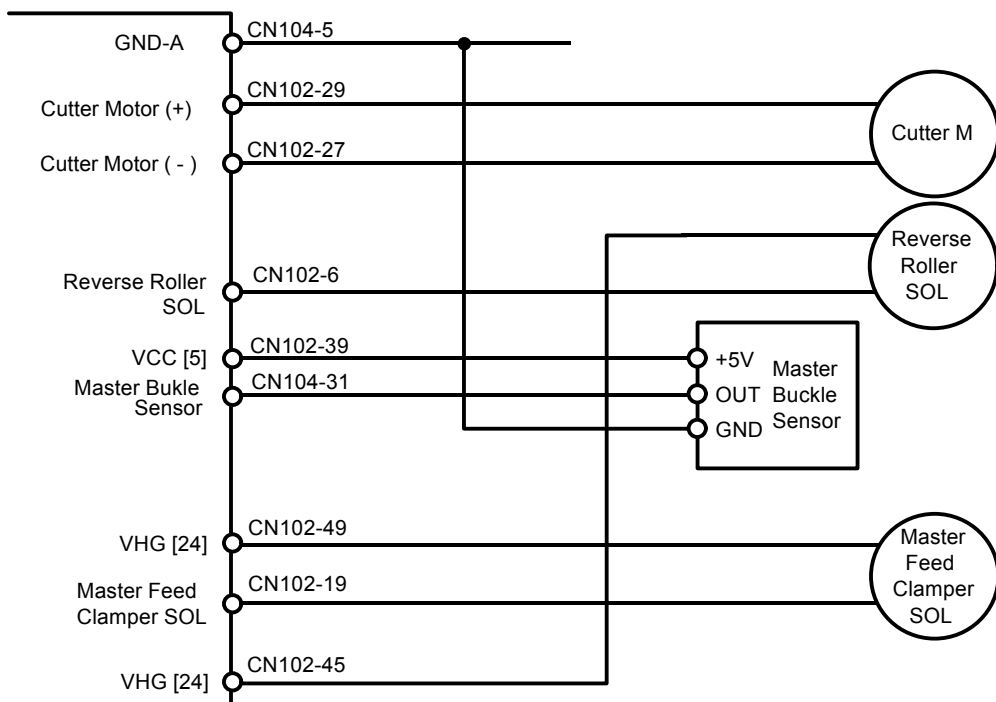 GND-A
CN104-5
Cutter Motor (+)
CN102-29
Cutter Motor ( - )
CN102-27
Cutter M
Reverse Roller
SOL
CN102-6
Reverse
Roller
SOL
VCC [5]
CN102-39
Master Bukle
Sensor
CN104-31
+5V
OUT
GND
Master
Buckle
Sensor
VHG [24]
CN102-49
Master Feed
Clamper SOL
CN102-19
Master
Feed
Clamper
SOL
VHG [24]
CN102-45